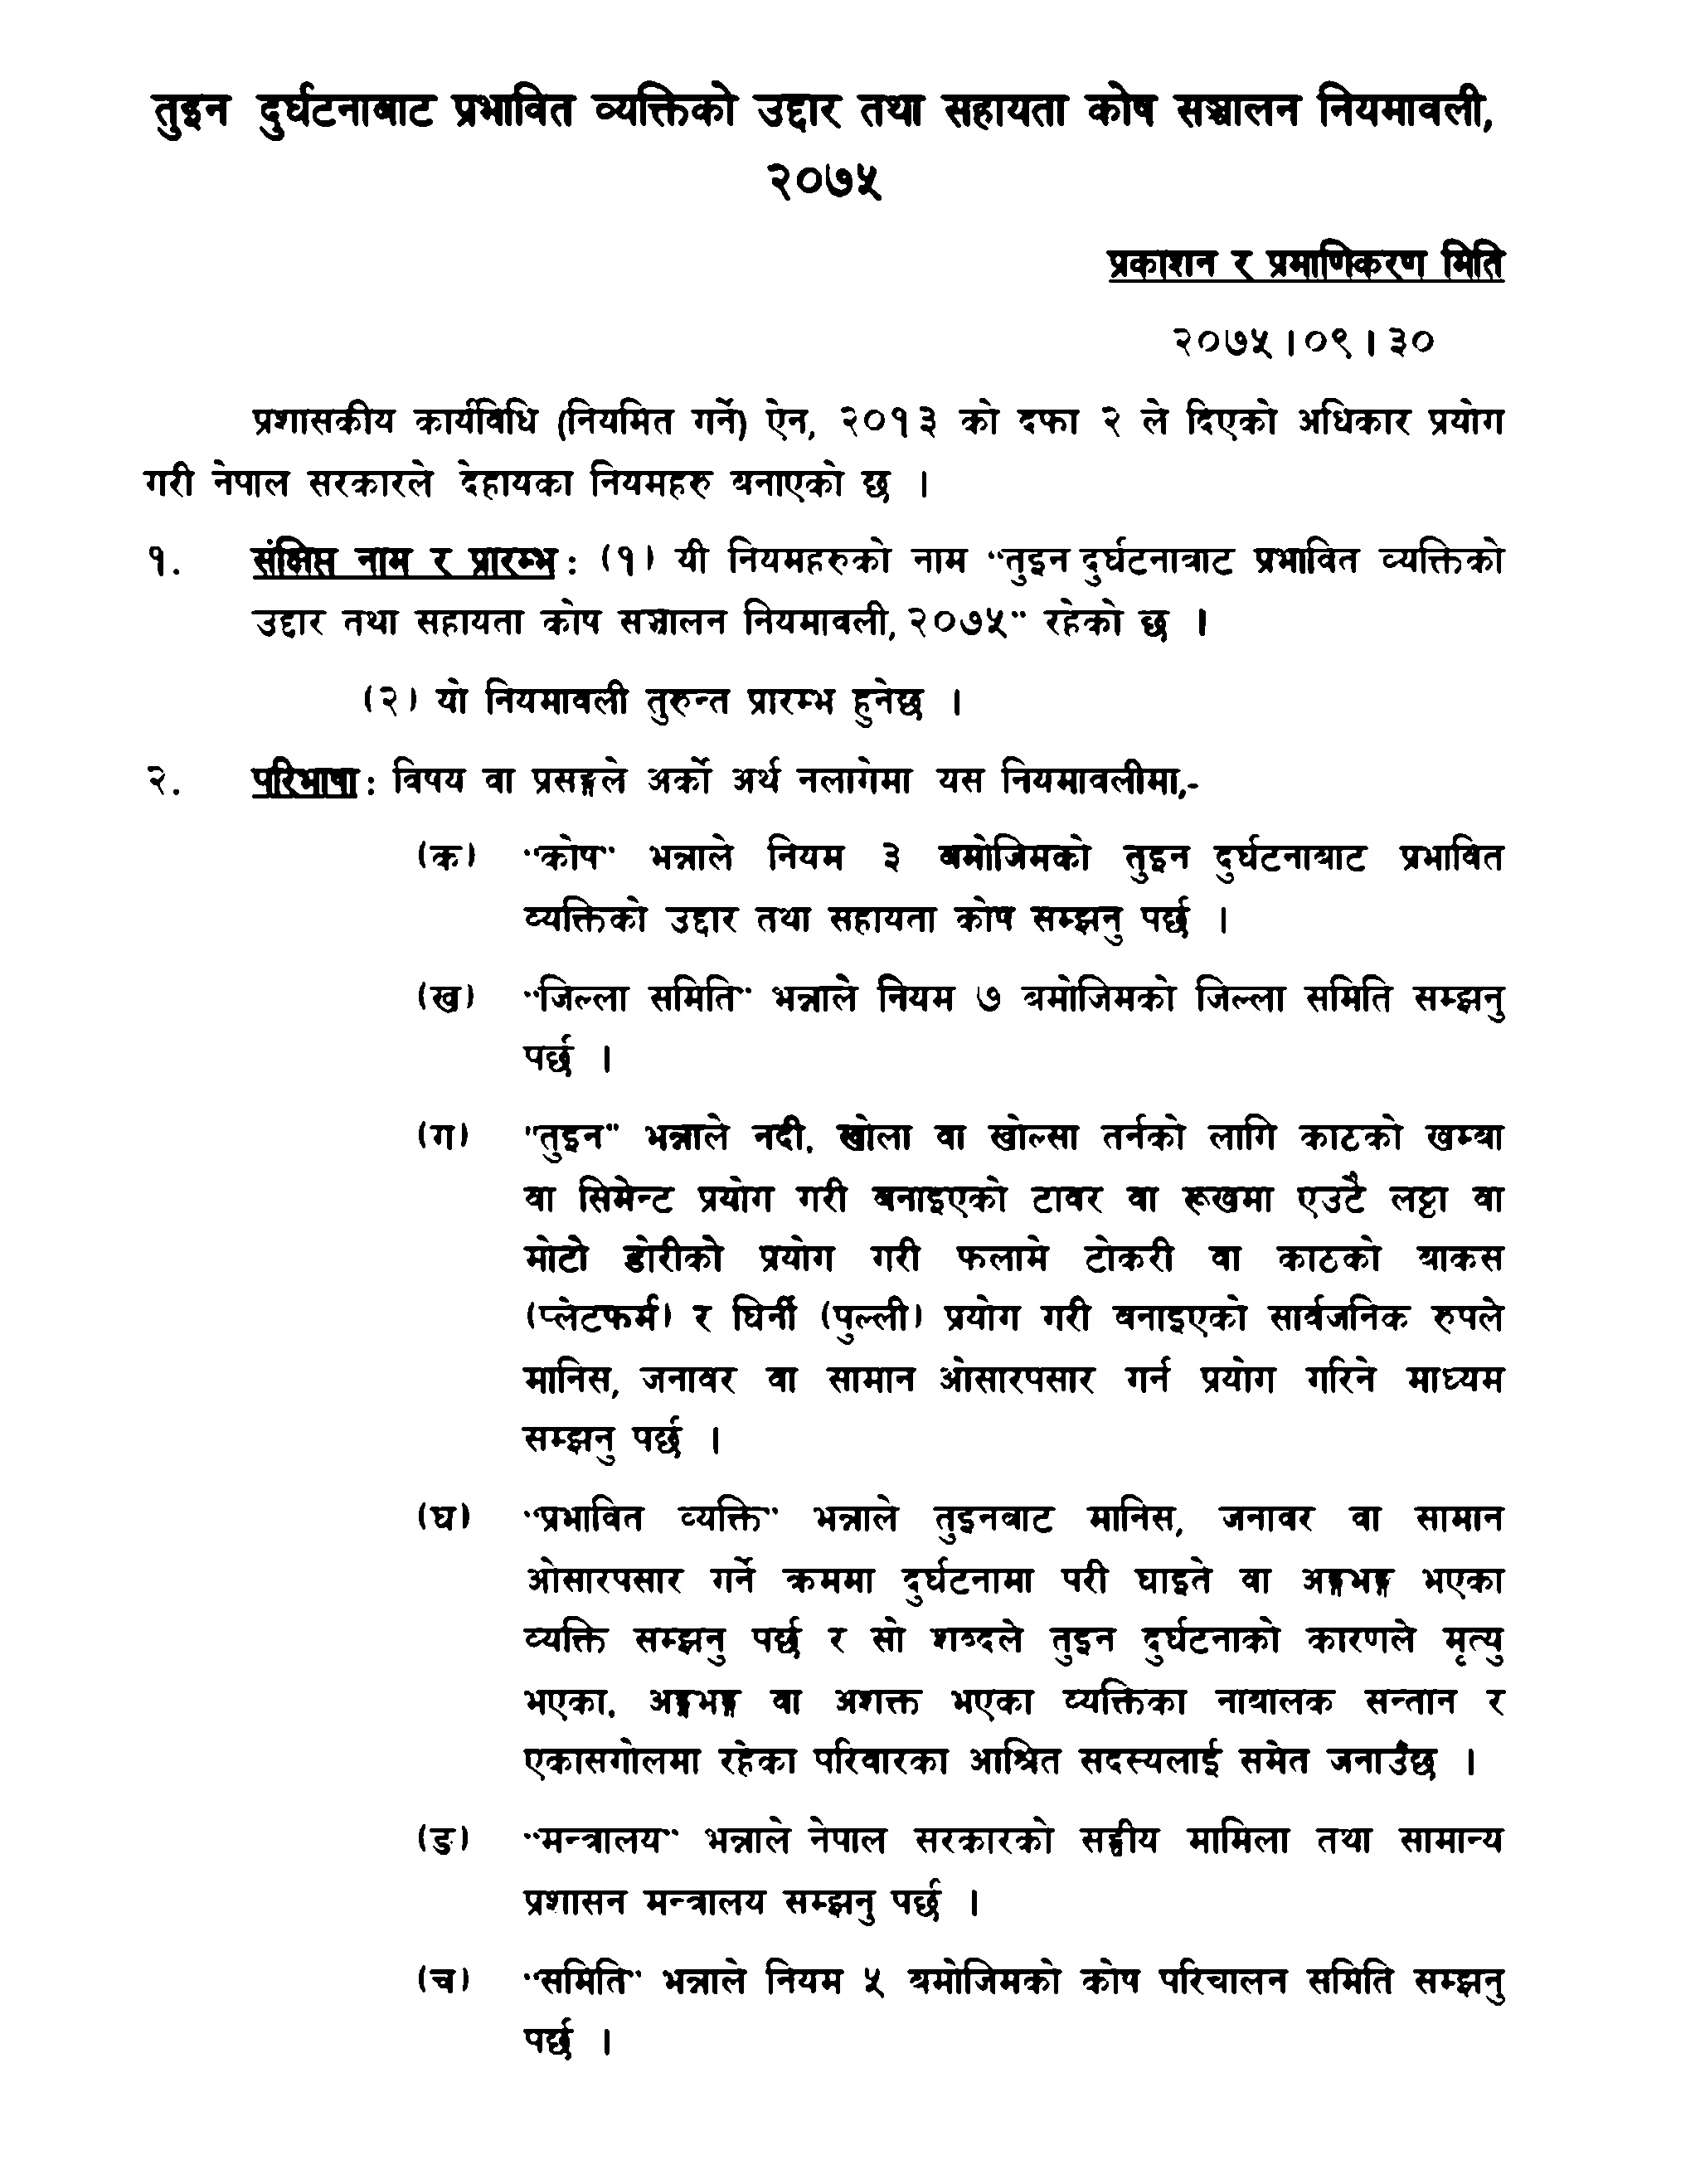 तुइन दुर्घटनाबाट प्रभावित व्यक्तिको उद्दार तथा सहायता कोष सञ्चालन नियमावली,
२०७५
प्रकाशन र प्रमाणिकरण मिति
२०७५।०९।३०
प्रशासकीय कार्यविधि (नियमित गर्ने) ऐन, २०१३ को दफा २ ले दिएको अधिकार प्रयोग
गरी नेपाल सरकारले देहायका नियमहरु बनाएको छ ।
१. संक्षिप्त नाम र प्रारम्भ : (१) यी नियमहरुको नाम "तुइन दुर्घटनाबाट प्रभावित व्यक्तिको
उद्दार तथा सहायता कोष सञ्चालन नियमावली, २०७५" रहेको छ ।
(२) यो नियमावली तुरुन्त प्रारम्भ हुनेछ ।
२. परिभाषा : विषय वा प्रसङ्गले अर्को अर्थ नलागेमा यस नियमावलीमा,-
(क) "कोष" भन्नाले नियम ३ बमोजिमको तुइन दुर्घटनाबाट प्रभावित
व्यक्तिको उद्दार तथा सहायता कोष सम्झनु पर्छ ।
(ख) "जिल्ला समिति" भन्नाले नियम ७ बमोजिमको जिल्ला समिति सम्झनु
पर्छ ।
(ग) "तुइन" भन्नाले नदी, खोला वा खोल्सा तर्नको लागि काठको खम्बा
वा सिमेन्ट प्रयोग गरी बनाइएको टावर वा रूखमा एउटै लट्ठा वा
मोटो डोरीको प्रयोग गरी फलामे टोकरी वा काठको बाकस
(प्लेटफर्म) र घिर्नी (पुल्ली) प्रयोग गरी बनाइएको सार्वजनिक रुपले
मानिस, जनावर वा सामान ओसारपसार गर्न प्रयोग गरिने माध्यम
सम्झनु पर्छ ।
(घ) "प्रभावित व्यक्ति" भन्नाले तुइनबाट मानिस, जनावर वा सामान
ओसारपसार गर्ने क्रममा दुर्घटनामा परी घाइते वा अङ्गभङ्ग भएका
व्यक्ति सम्झनु पर्छ र सो शब्दले तुइन दुर्घटनाको कारणले मृत्यु
भएका, अङ्गभङ्ग वा अशक्त भएका व्यक्तिका नाबालक सन्तान र
एकासगोलमा रहेका परिवारका आश्रित सदस्यलाई समेत जनाउँछ ।
(ङ) "मन्त्रालय" भन्नाले नेपाल सरकारको सङ्घीय मामिला तथा सामान्य
प्रशासन मन्त्रालय सम्झनु पर्छ ।
(च) "समिति" भन्नाले नियम ५ बमोजिमको कोष परिचालन समिति सम्झनु
पर्छ ।